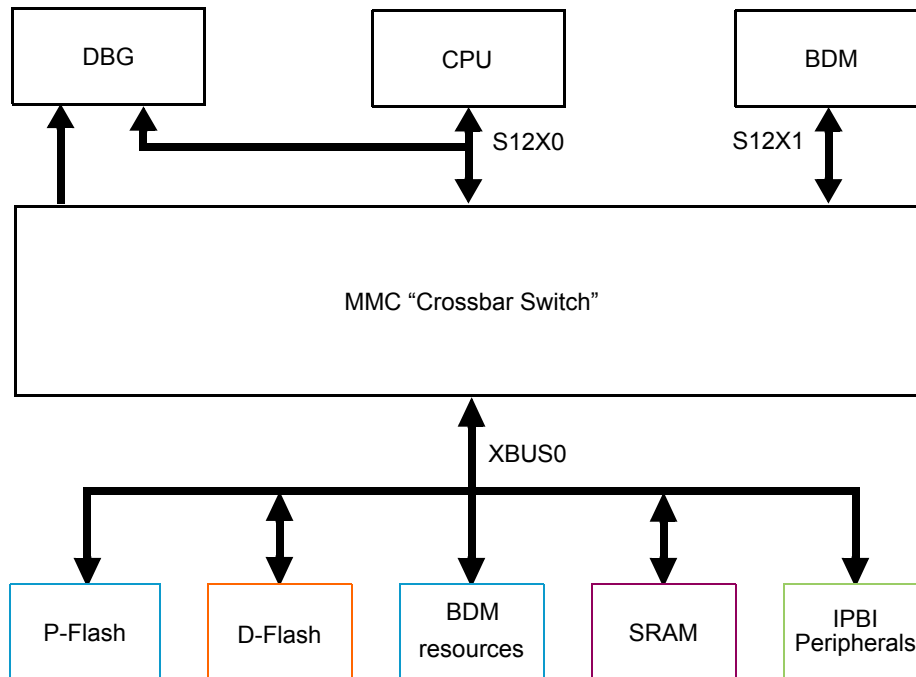 DBG
CPU
BDM
S12X0
S12X1
MMC “Crossbar Switch”
XBUS0
P-Flash
D-Flash
BDM
resources
SRAM
IPBI
Peripherals